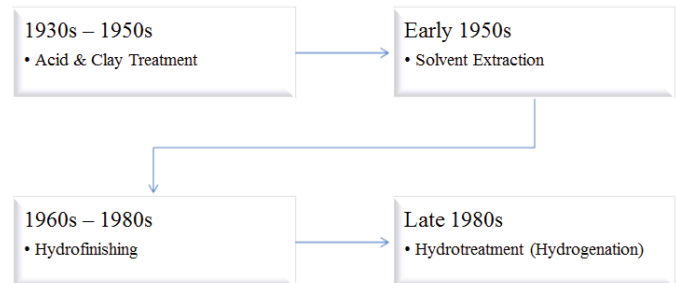 1930s – 1950s
• Acid & Clay Treatment
Early 1950s
• Solvent Extraction
1960s – 1980s
• Hydrofinishing
Late 1980s
• Hydrotreatment (Hydrogenation)